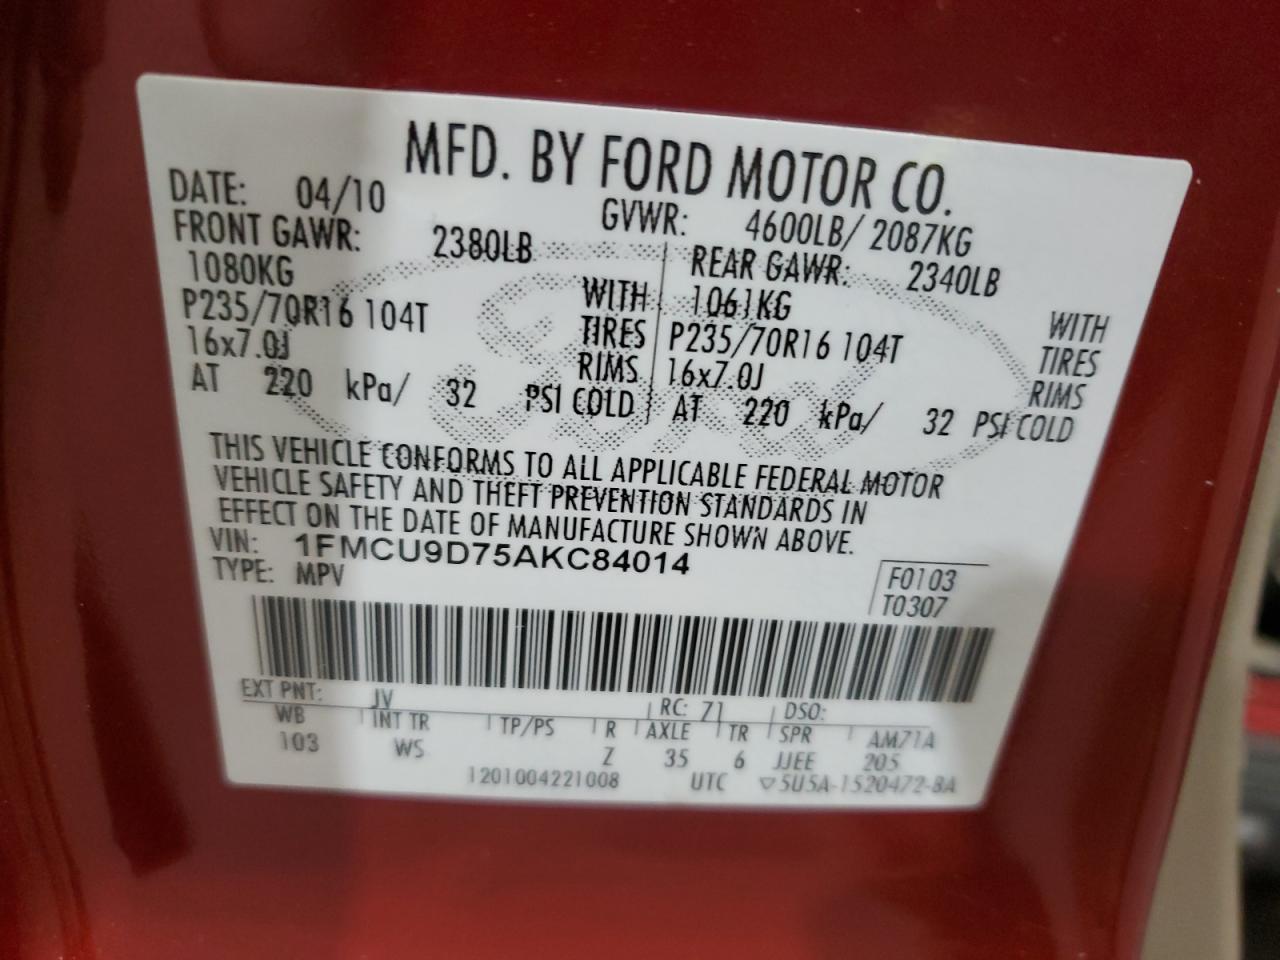 MFD. BY FORD MOTOR CO.
DATE: 04/10 GVWR: 4600LB/ 2087KG
FRONT GAWR: 2380LB REAR GAWR: 2340LB
1080KG WITH 1061KG WITH
P235/70R16 104T TIRES P235/70R16 104T TIRES
16x7.0J RIMS 16x7.0J RIMS
AT 220 kPa/ 32 PSI COLD AT 220 kPa/ 32 PSI COLD
THIS VEHICLE CONFORMS TO ALL APPLICABLE FEDERAL MOTOR
VEHICLE SAFETY AND THEFT PREVENTION STANDARDS IN
EFFECT ON THE DATE OF MANUFACTURE SHOWN ABOVE.
VIN: 1FMCU9D75AKC84014
TYPE: MPV
F0103
T0307
EXT PNT: JV RC: 71 DSO:
WB INT TR TP/PS R AXLE TR SPR AM71A
103 WS Z 35 6 JJEE 205
1201004221008 UTC ▽5U5A-1520472-BA